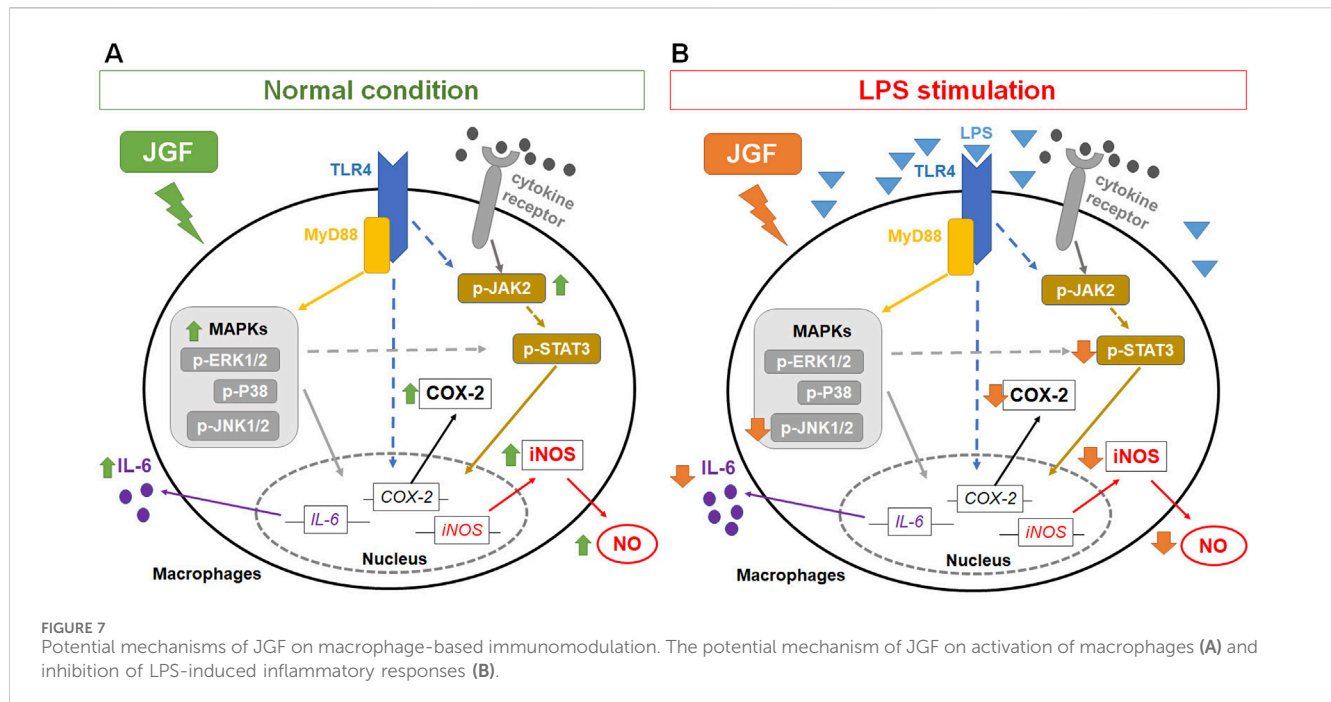 A
Normal condition
JGF
TLR4
cytokine
receptor
MyD88
p-JAK2
MAPKs
p-ERK1/2
p-STAT3
p-P38
COX-2
p-JNK1/2
iNOS
IL-6
COX-2
IL-6
iNOS
NO
Nucleus
Macrophages
B
LPS stimulation
LPS
JGF
TLR4
cytokine
receptor
MyD88
p-JAK2
MAPKs
p-ERK1/2
p-STAT3
p-P38
COX-2
p-JNK1/2
iNOS
IL-6
COX-2
IL-6
iNOS
NO
Nucleus
Macrophages
FIGURE 7
Potential mechanisms of JGF on macrophage-based immunomodulation. The potential mechanism of JGF on activation of macrophages (A) and
inhibition of LPS-induced inflammatory responses (B).